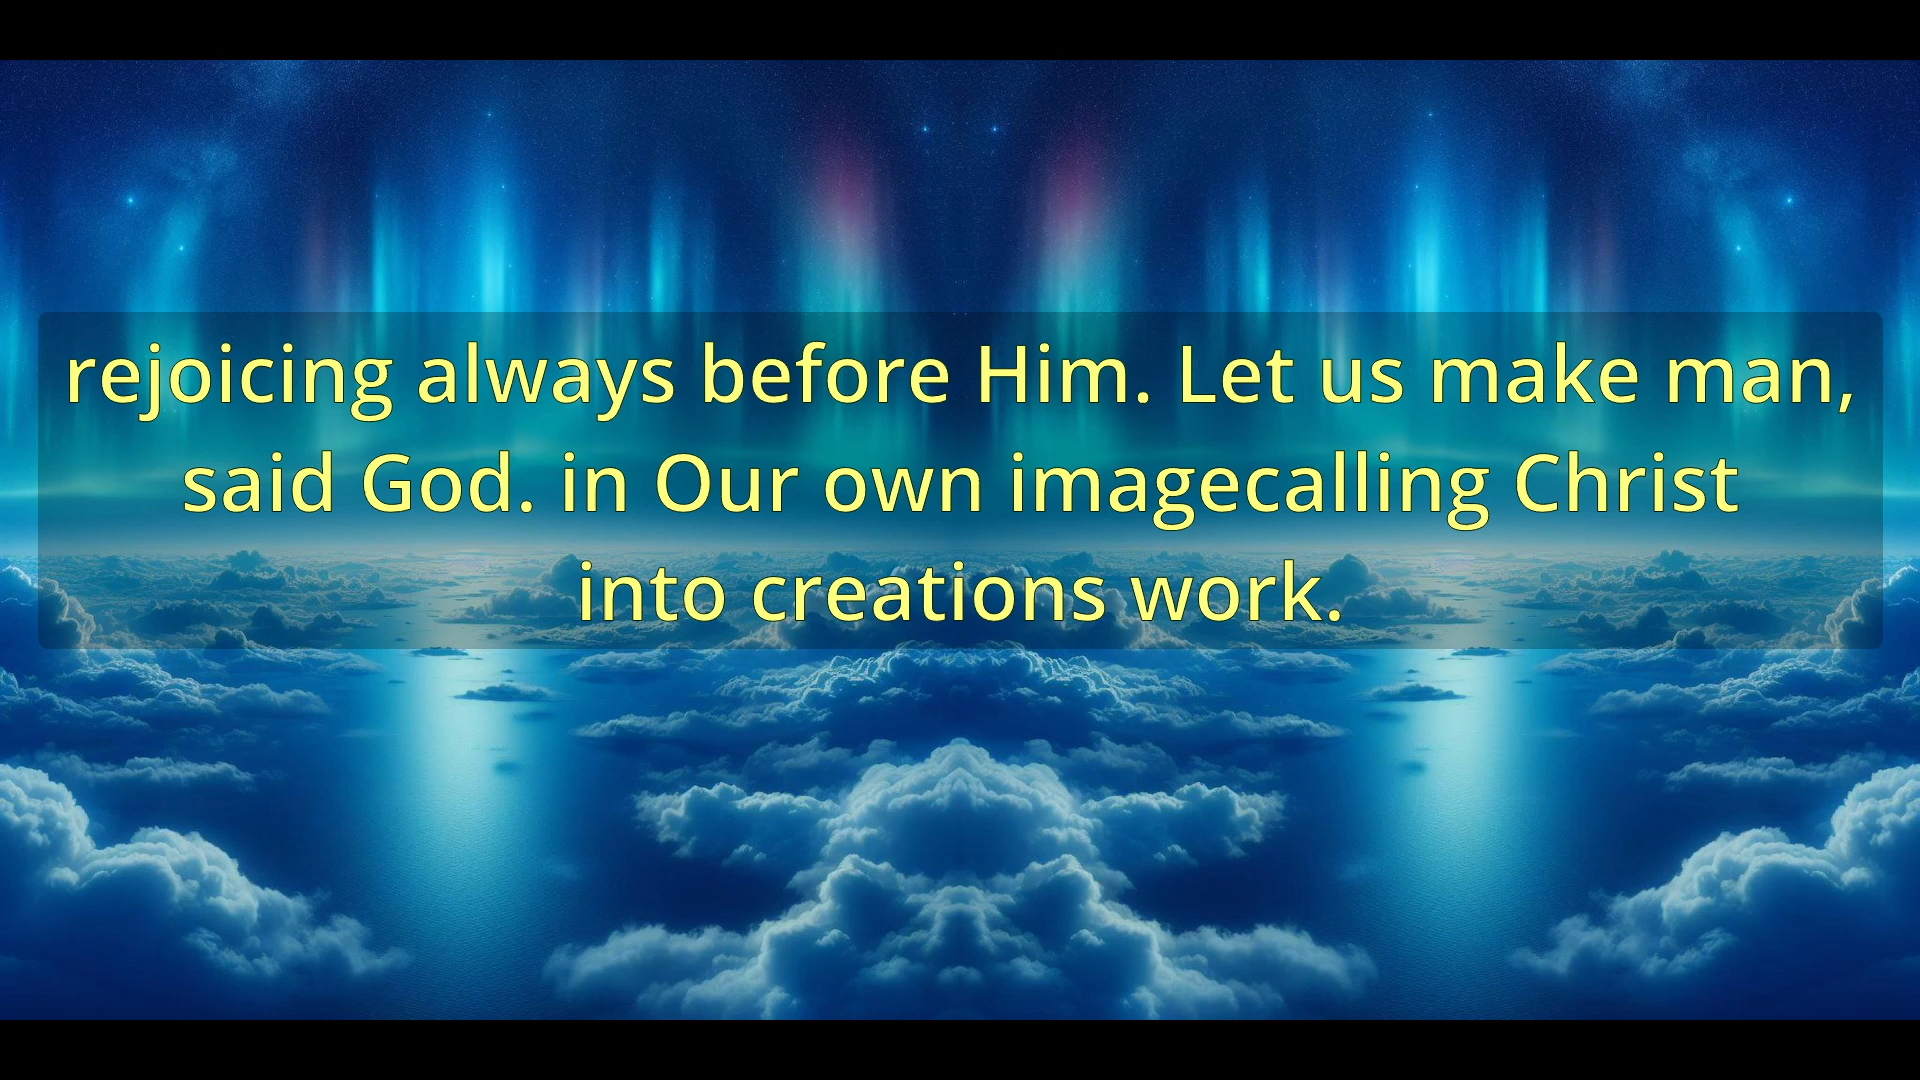 rejoicing always before Him. Let us make man,
said God. in Our own imagecalling Christ
into creations work.